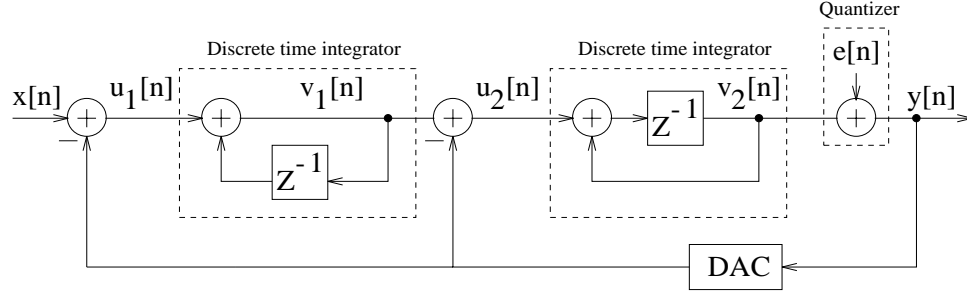 Quantizer
Discrete time integrator
Discrete time integrator
e[n]
x[n]
u1[n]
v1[n]
u2[n]
v2[n]
y[n]
+
+
+
+
+
−
−
Z-1
Z-1
DAC